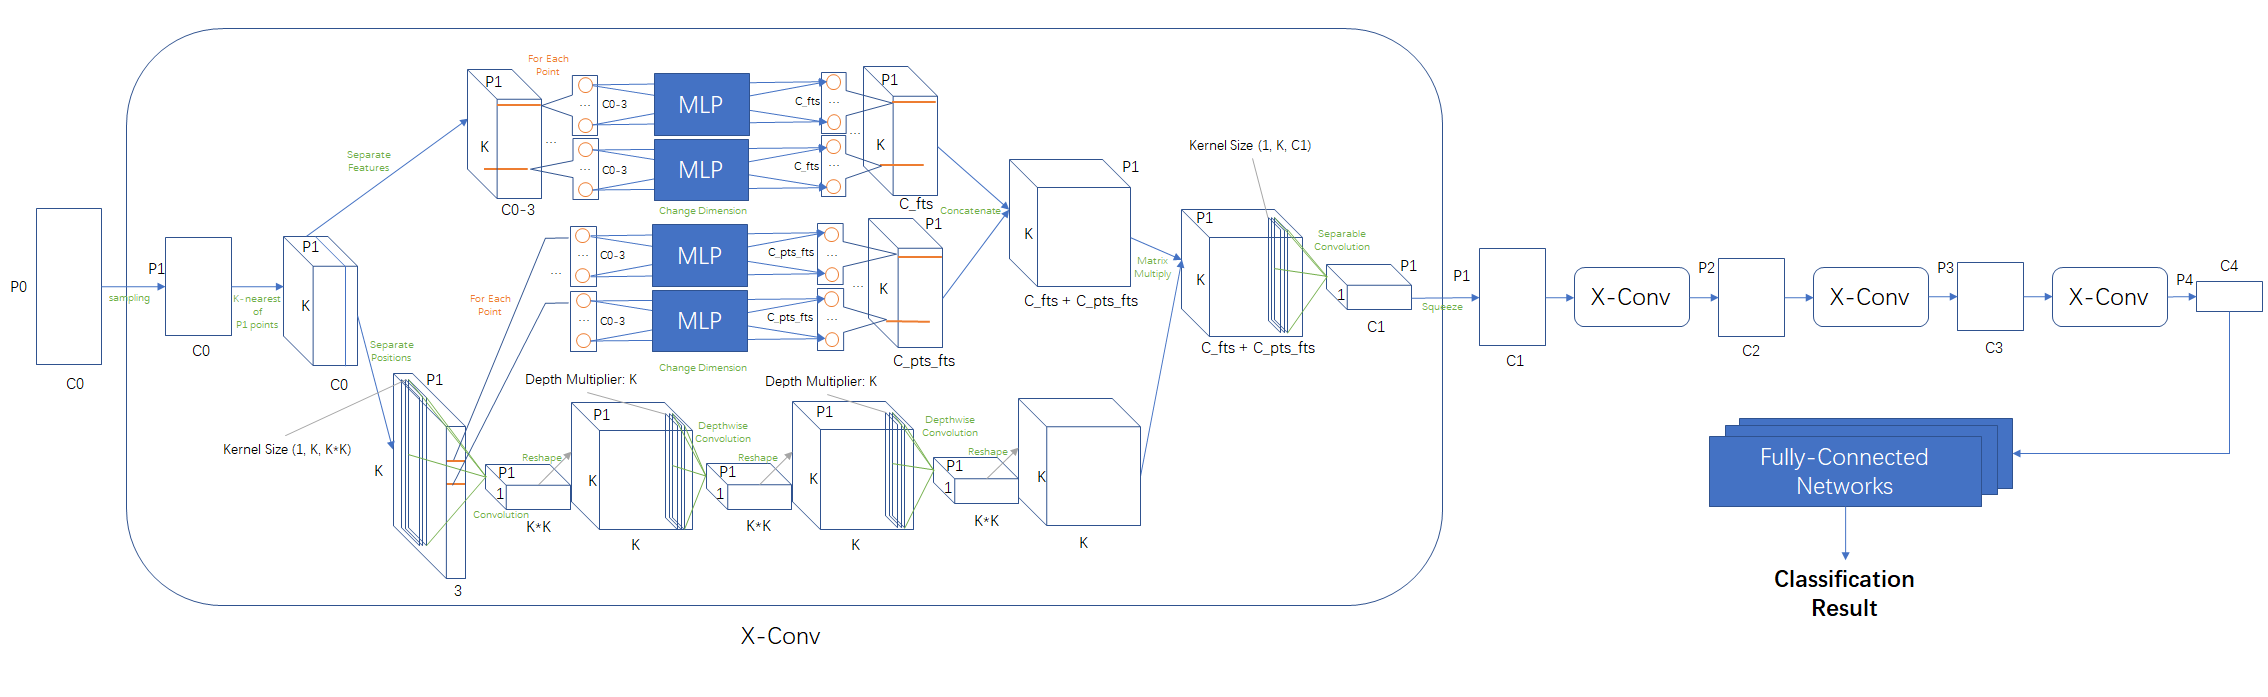 P0
C0
sampling
P1
C0
K-nearest
of
P1 points
P1
K
C0
Separate
Features
Separate
Positions
P1
K
C0-3
For Each
Point
...
...
C0-3
MLP
...
C0-3
MLP
Change Dimension
C_fts
...
C_fts
...
...
P1
K
C_fts
For Each
Point
...
...
C0-3
MLP
...
C0-3
MLP
Change Dimension
C_pts_fts
...
C_pts_fts
...
...
P1
K
C_pts_fts
Concatenate
P1
K
C_fts + C_pts_fts
Kernel Size (1, K, K*K)
P1
K
3
Convolution
P1
1
K*K
Reshape
Depth Multiplier: K
P1
K
K
Depthwise
Convolution
P1
1
K*K
Reshape
Depth Multiplier: K
P1
K
K
Depthwise
Convolution
P1
1
K*K
Reshape
K
K
Matrix
Multiply
Kernel Size (1, K, C1)
P1
K
C_fts + C_pts_fts
Separable
Convolution
P1
1
C1
Squeeze
X-Conv
P1
C1
X-Conv
P2
C2
X-Conv
P3
C3
X-Conv
P4
C4
Fully-Connected
Networks
Classification
Result